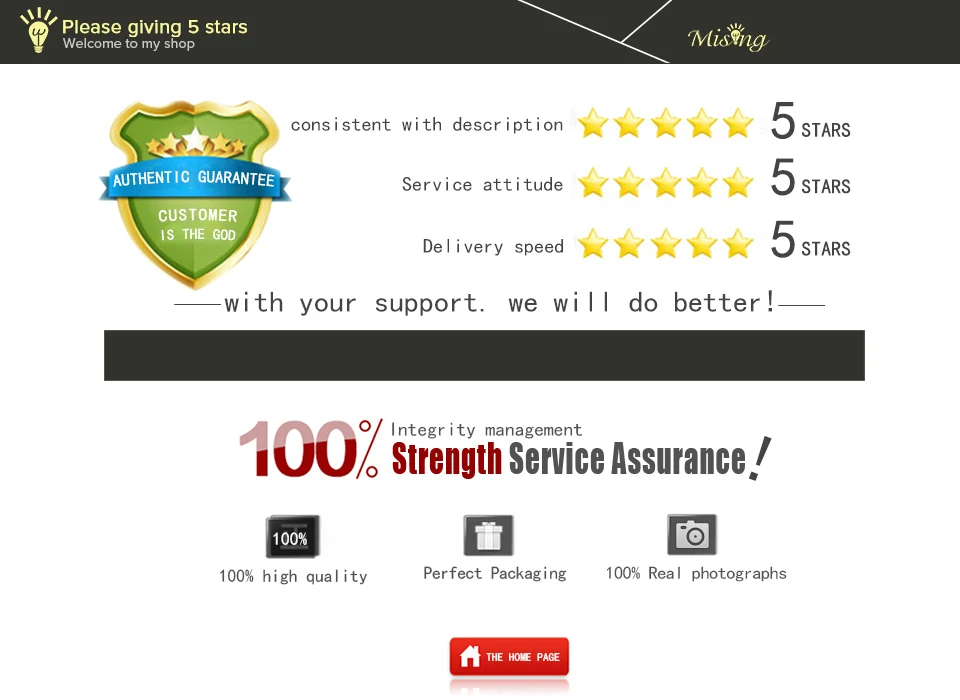 Please giving 5 stars
Welcome to my shop
Mising
consistent with description 5 STARS
AUTHENTIC GUARANTEE
Service attitude 5 STARS
CUSTOMER
IS THE GOD
Delivery speed 5 STARS
with your support. we will do better!
100% Integrity management
Strength Service Assurance!
100%
100% high quality
Perfect Packaging
100% Real photographs
THE HOME PAGE